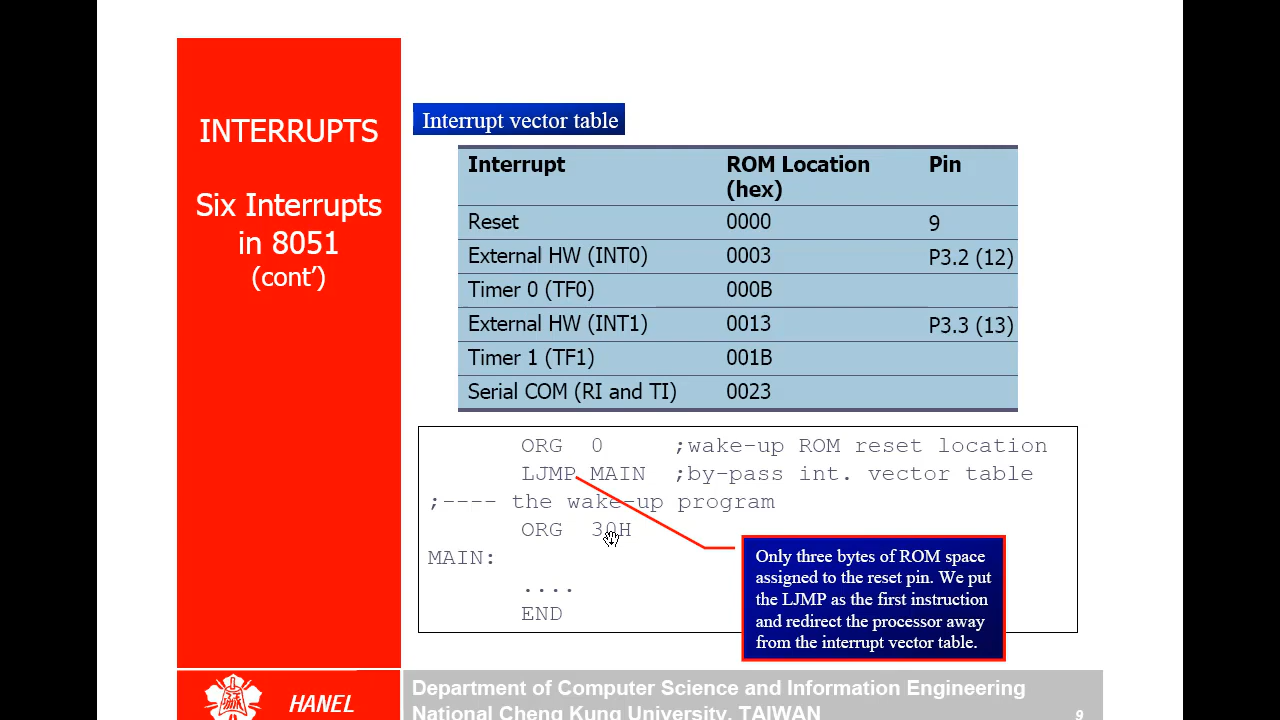 INTERRUPTS
Six Interrupts
in 8051
(cont’)
Interrupt vector table
Interrupt ROM Location (hex) Pin
Reset 0000 9
External HW (INT0) 0003 P3.2 (12)
Timer 0 (TF0) 000B
External HW (INT1) 0013 P3.3 (13)
Timer 1 (TF1) 001B
Serial COM (RI and TI) 0023
ORG 0 ;wake-up ROM reset location
LJMP MAIN ;by-pass int. vector table
;---- the wake-up program
ORG 30H
MAIN:
....
END
Only three bytes of ROM space
assigned to the reset pin. We put
the LJMP as the first instruction
and redirect the processor away
from the interrupt vector table.
HANEL
Department of Computer Science and Information Engineering
National Cheng Kung University, TAIWAN 9